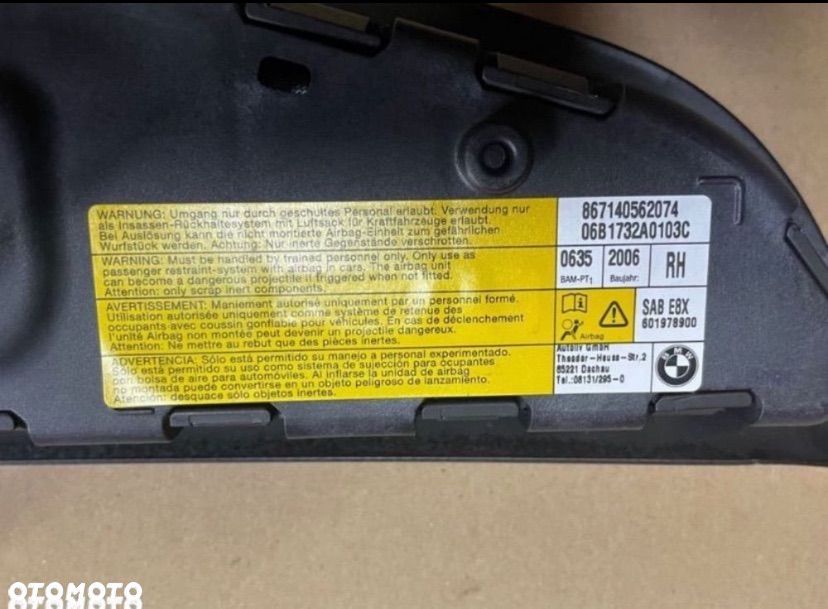 WARNUNG: Umgang nur durch geschultes Personal erlaubt. Verwendung nur
als Insassen-Rückhaltesystem mit Luftsack für Kraftfahrzeuge erlaubt.
Bei Auslösung kann die nicht montierte Airbag-Einheit zum gefährlichen
Wurfstück werden. Achtung: Nur inerte Gegenstände verschrotten.
WARNING: Must be handled by trained personnel only. Only use as
passenger restraint-system with airbag in cars. The airbag unit
can become a dangerous projectile if triggered when not fitted.
Attention: only scrap inert components.
AVERTISSEMENT: Maniement autorisé uniquement par un personnel formé.
Utilisation autorisée uniquement comme système de retenue des
occupants avec coussin gonflable pour véhicules. En cas de déclenchement
l'unité Airbag non montée peut devenir un projectile dangereux.
Attention: Ne mettre au rebut que des pièces inertes.
ADVERTENCIA: Sólo está permitido su manejo a personal experimentado.
Sólo está permitido su uso como sistema de sujección para ocupantes
con bolsa de aire para automóviles. Al inflarse la unidad de airbag
no montada puede convertirse en un objeto peligroso de lanzamiento.
Atención: desguace sólo objetos inertes.
867140562074
06B1732A0103C
0635 2006 RH
BAM-PT1 Baujahr:
Airbag
SAB E8X
601978900
Autoliv GmbH
Theodor-Heuss-Str.2
85221 Dachau
Tel.:08131/295-0
BMW
OTOMOTO